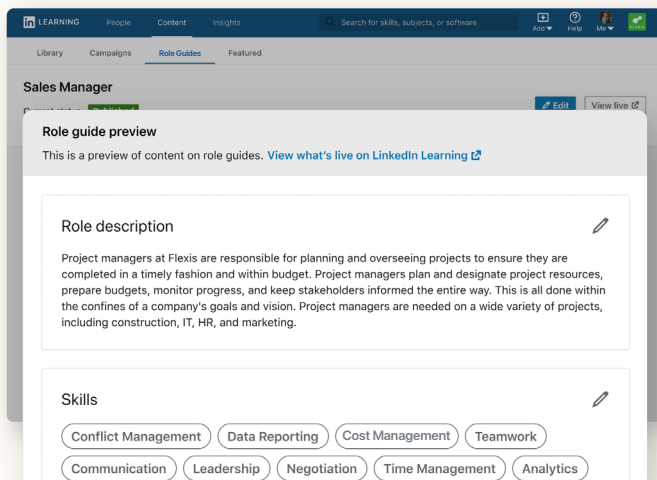 in LEARNING People Content Insights Search for skills, subjects, or software Add Help Me FLEXIS
Library Campaigns Role Guides Featured
Sales Manager
Current status Published Edit View live
Role guide preview
This is a preview of content on role guides. View what's live on LinkedIn Learning
Role description
Project managers at Flexis are responsible for planning and overseeing projects to ensure they are
completed in a timely fashion and within budget. Project managers plan and designate project resources,
prepare budgets, monitor progress, and keep stakeholders informed the entire way. This is all done within
the confines of a company's goals and vision. Project managers are needed on a wide variety of projects,
including construction, IT, HR, and marketing.
Skills
Conflict Management Data Reporting Cost Management Teamwork
Communication Leadership Negotiation Time Management Analytics